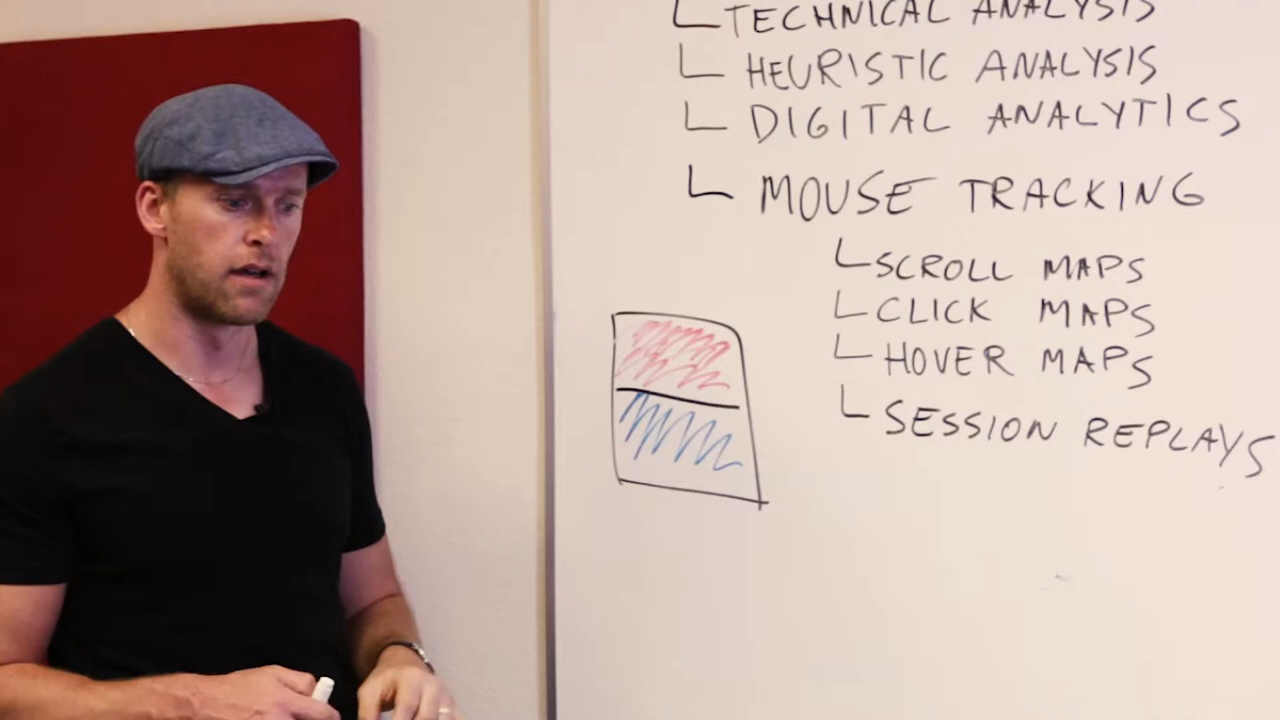 TECHNICAL ANALYSIS
HEURISTIC ANALYSIS
DIGITAL ANALYTICS
MOUSE TRACKING
SCROLL MAPS
CLICK MAPS
HOVER MAPS
SESSION REPLAYS